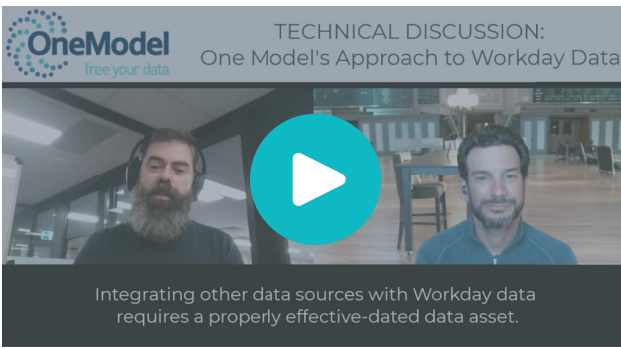 OneModel
free your data
TECHNICAL DISCUSSION:
One Model's Approach to Workday Data
Integrating other data sources with Workday data
requires a properly effective-dated data asset.